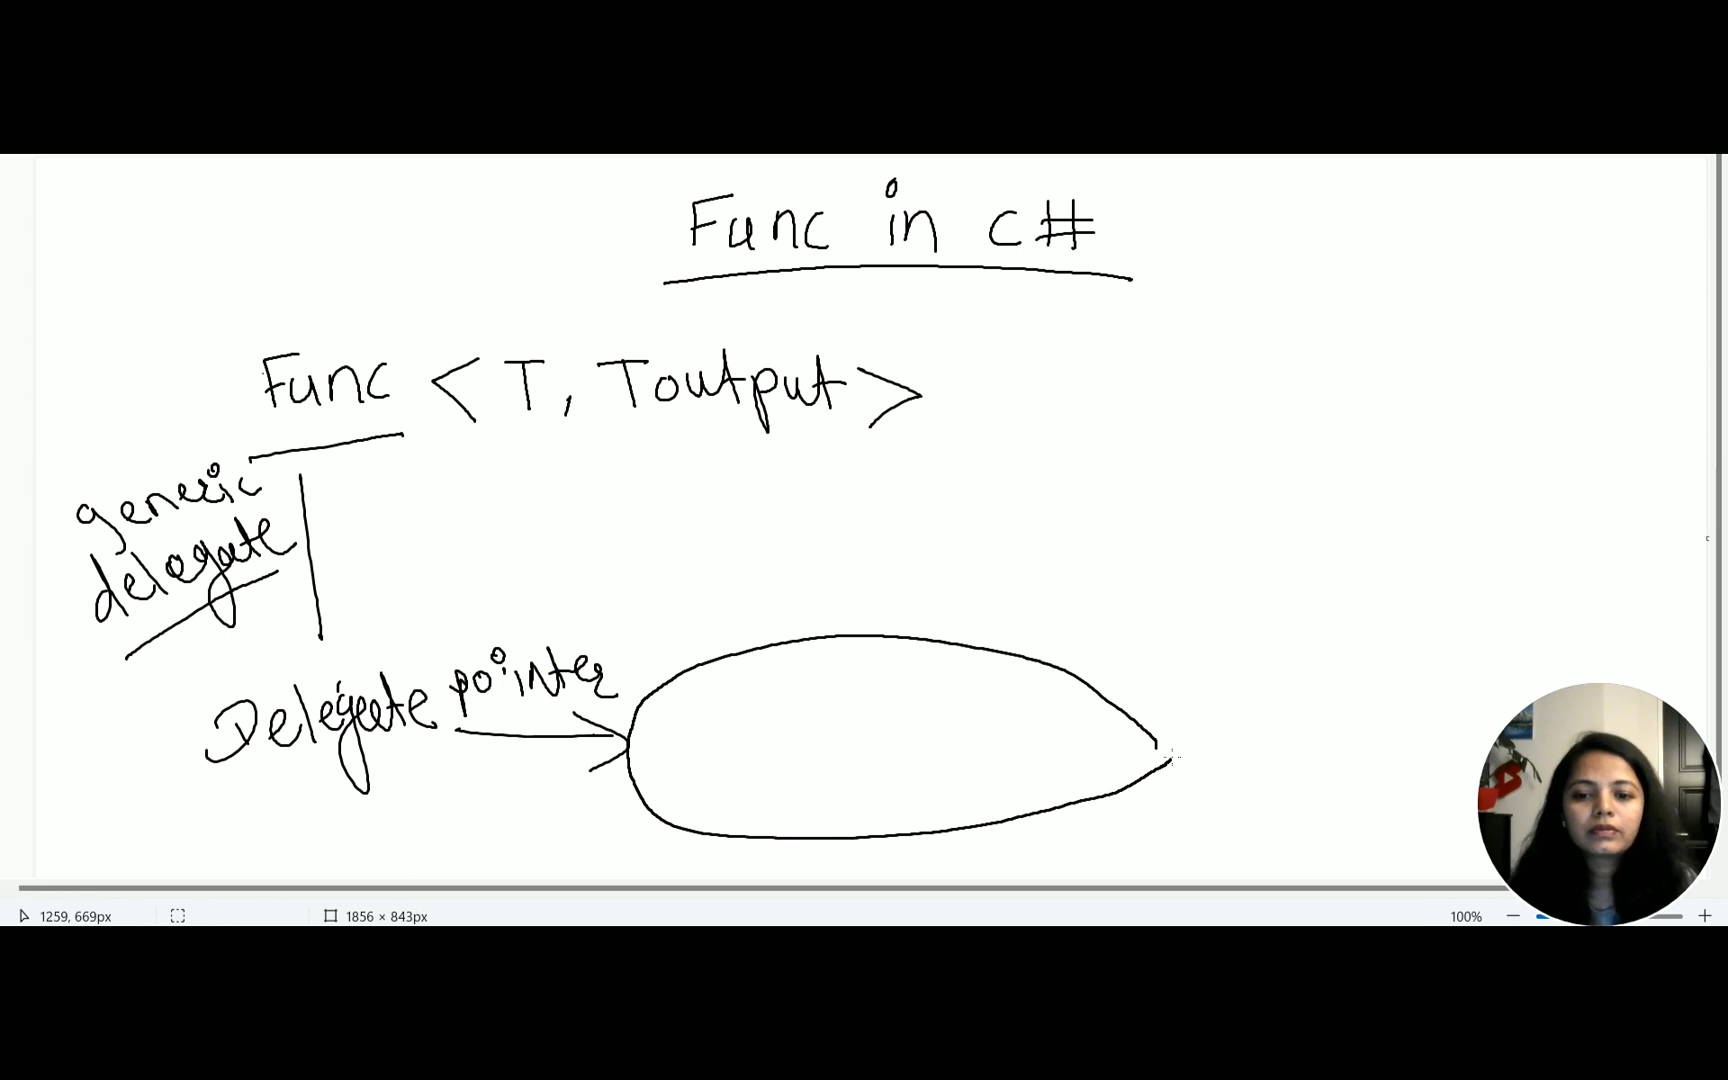 Func in c#
Func <T, Toutput>
generic
delegate
Delegate pointer
1259, 669px
1856 × 843px
100%